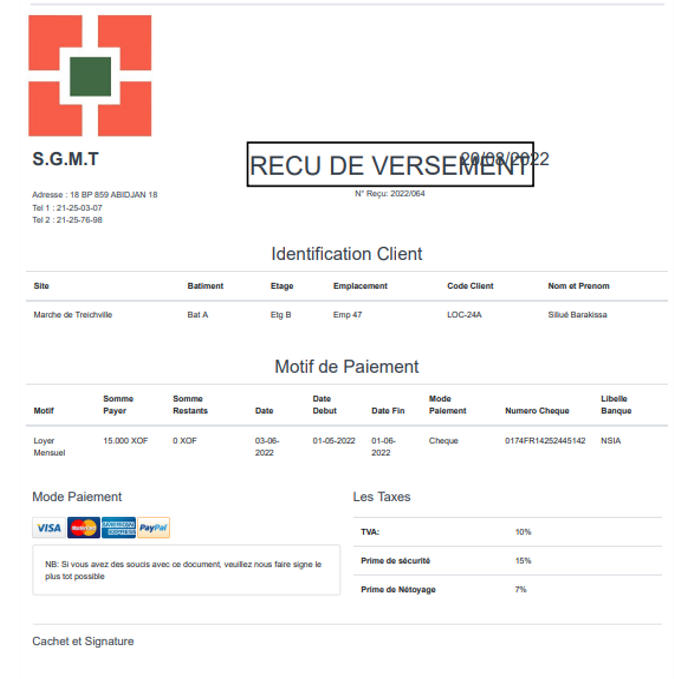 S.G.M.T
RECU DE VERSEMENT
20/08/2022
Adresse : 18 BP 859 ABIDJAN 18
N° Reçu: 2022/064
Tel 1 : 21-25-03-07
Tel 2 : 21-25-76-98
Identification Client
Site Batiment Etage Emplacement Code Client Nom et Prenom
Marche de Treichville Bat A Etg B Emp 47 LOC-24A Siliué Barakissa
Motif de Paiement
Motif Somme Payer Somme Restants Date Date Debut Date Fin Mode Paiement Numero Cheque Libelle Banque
Loyer Mensuel 15.000 XOF 0 XOF 03-06-2022 01-05-2022 01-06-2022 Cheque 0174FR14252445142 NSIA
Mode Paiement
VISA MasterCard AMERICAN EXPRESS PayPal
NB: Si vous avez des soucis avec ce document, veuillez nous faire signe le
plus tot possible
Les Taxes
TVA: 10%
Prime de sécurité 15%
Prime de Nétoyage 7%
Cachet et Signature